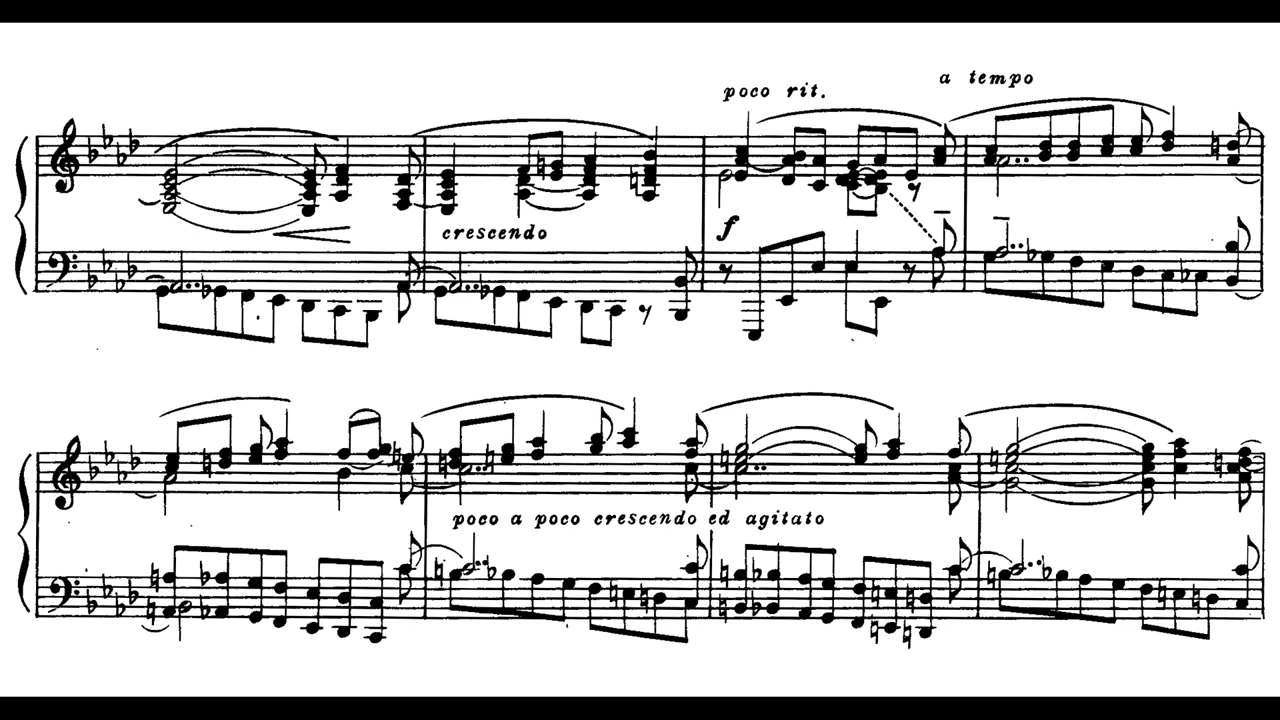 poco rit.
a tempo
crescendo
f
poco a poco crescendo ed agitato